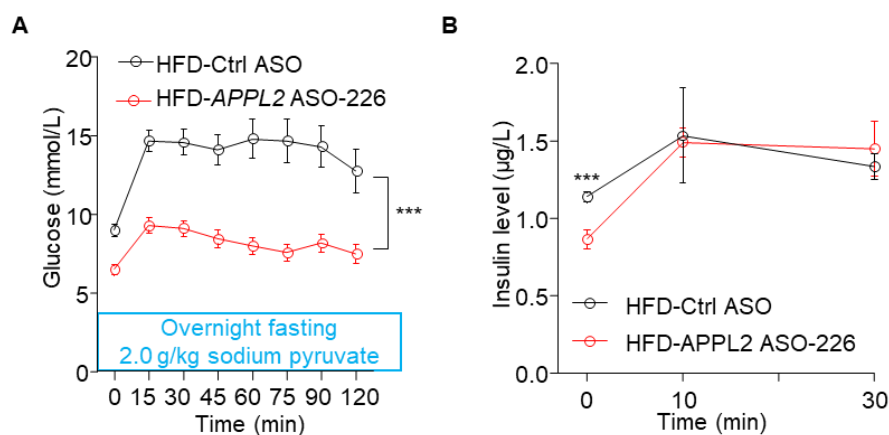 A
Glucose (mmol/L)
20
15
10
5
0
HFD-Ctrl ASO
HFD-APPL2 ASO-226
***
Overnight fasting
2.0 g/kg sodium pyruvate
0 15 30 45 60 75 90 120
Time (min)
B
Insulin level (µg/L)
2.0
1.5
1.0
0.5
0.0
***
HFD-Ctrl ASO
HFD-APPL2 ASO-226
0 10 30
Time (min)